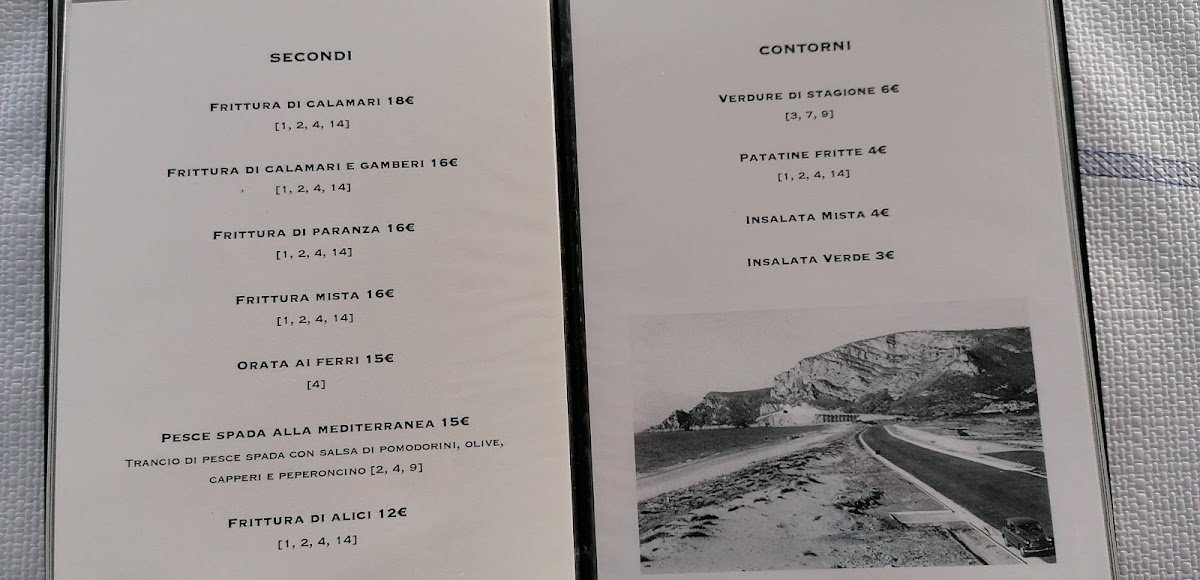 SECONDI
FRITTURA DI CALAMARI 18€
[1, 2, 4, 14]
FRITTURA DI CALAMARI E GAMBERI 16€
[1, 2, 4, 14]
FRITTURA DI PARANZA 16€
[1, 2, 4, 14]
FRITTURA MISTA 16€
[1, 2, 4, 14]
ORATA AI FERRI 15€
[4]
PESCE SPADA ALLA MEDITERRANEA 15€
TRANCIO DI PESCE SPADA CON SALSA DI POMODORINI, OLIVE,
CAPPERI E PEPERONCINO [2, 4, 9]
FRITTURA DI ALICI 12€
[1, 2, 4, 14]
CONTORNI
VERDURE DI STAGIONE 6€
[3, 7, 9]
PATATINE FRITTE 4€
[1, 2, 4, 14]
INSALATA MISTA 4€
INSALATA VERDE 3€